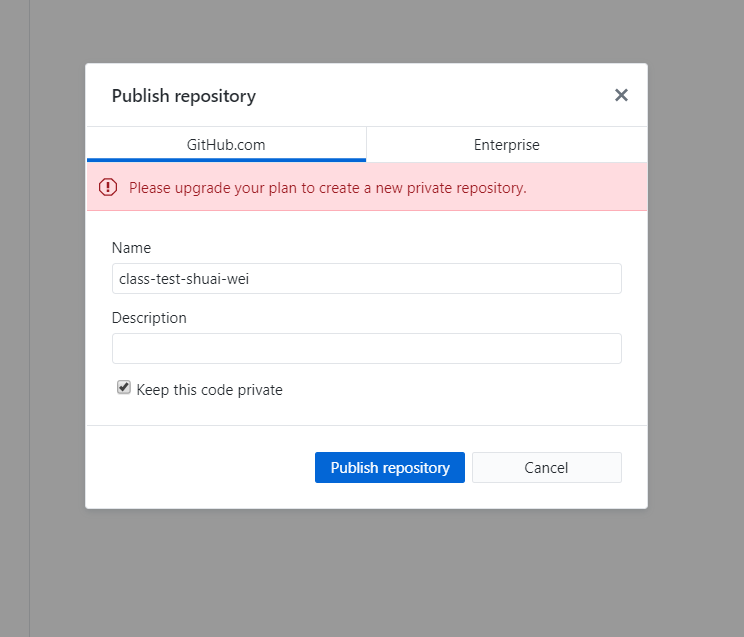 Publish repository
GitHub.com Enterprise
Please upgrade your plan to create a new private repository.
Name
class-test-shuai-wei
Description
Keep this code private
Publish repository Cancel